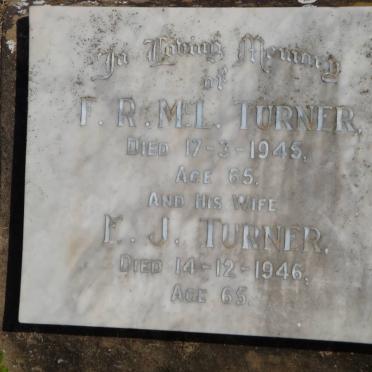 In Loving Memory
of
F. R. McL. TURNER,
DIED 17-3-1945,
AGE 65.
AND HIS WIFE
E. J. TURNER,
DIED 14-12-1946,
AGE 65.